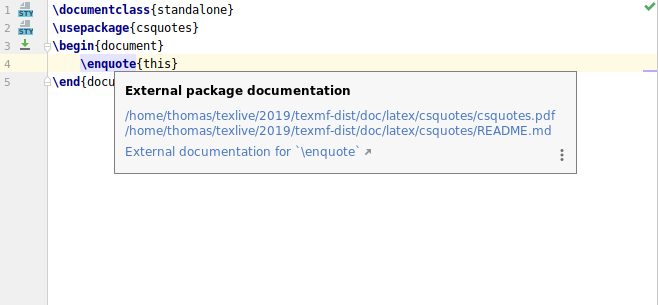 1 STY \documentclass{standalone}
2 STY \usepackage{csquotes}
3 \begin{document}
4 \enquote{this}
5 \end{docu
External package documentation
/home/thomas/texlive/2019/texmf-dist/doc/latex/csquotes/csquotes.pdf
/home/thomas/texlive/2019/texmf-dist/doc/latex/csquotes/README.md
External documentation for `\enquote` ↗